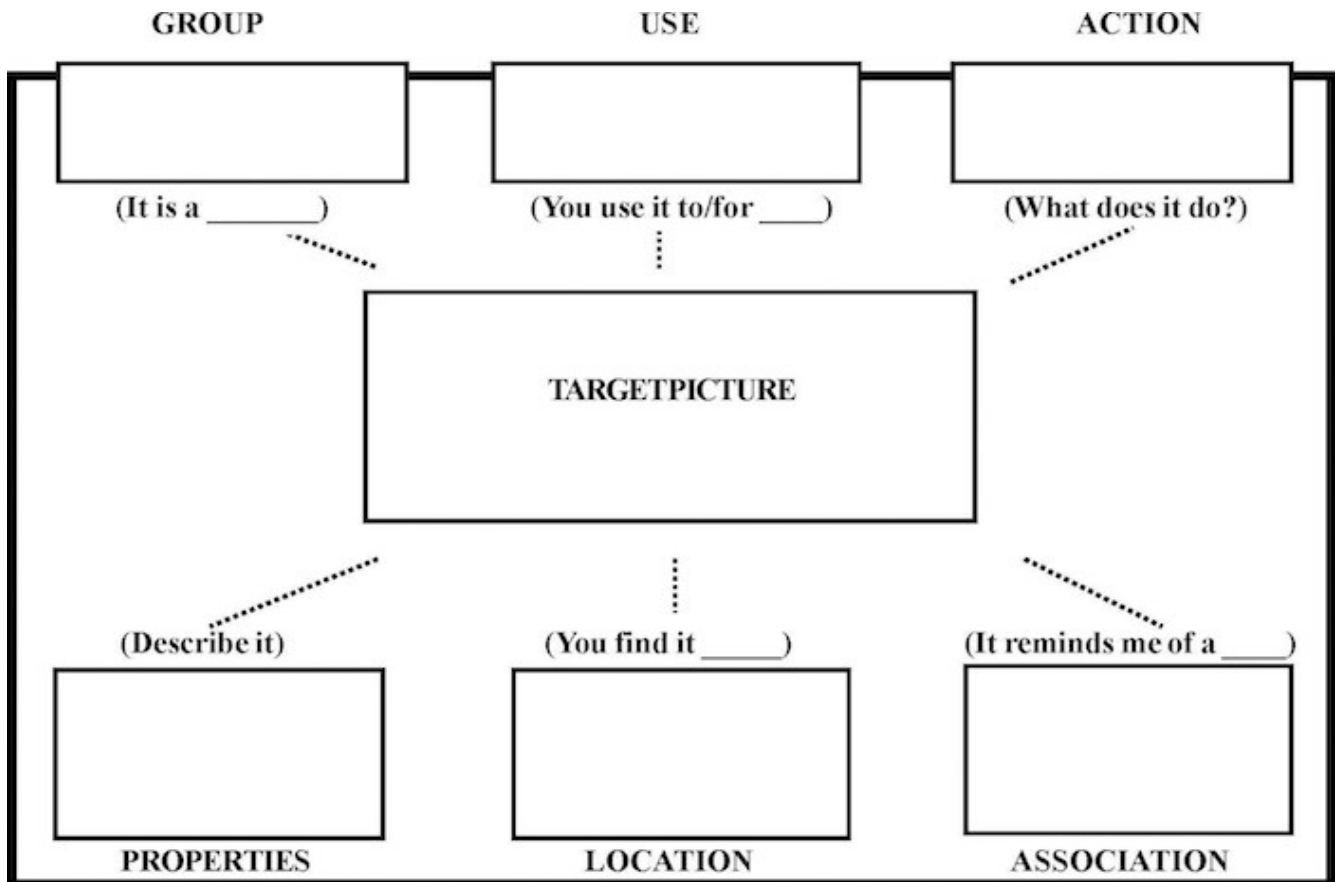 GROUP USE ACTION
(It is a ________) (You use it to/for ____) (What does it do?)
TARGETPICTURE
(Describe it) (You find it _____) (It reminds me of a ____)
PROPERTIES LOCATION ASSOCIATION